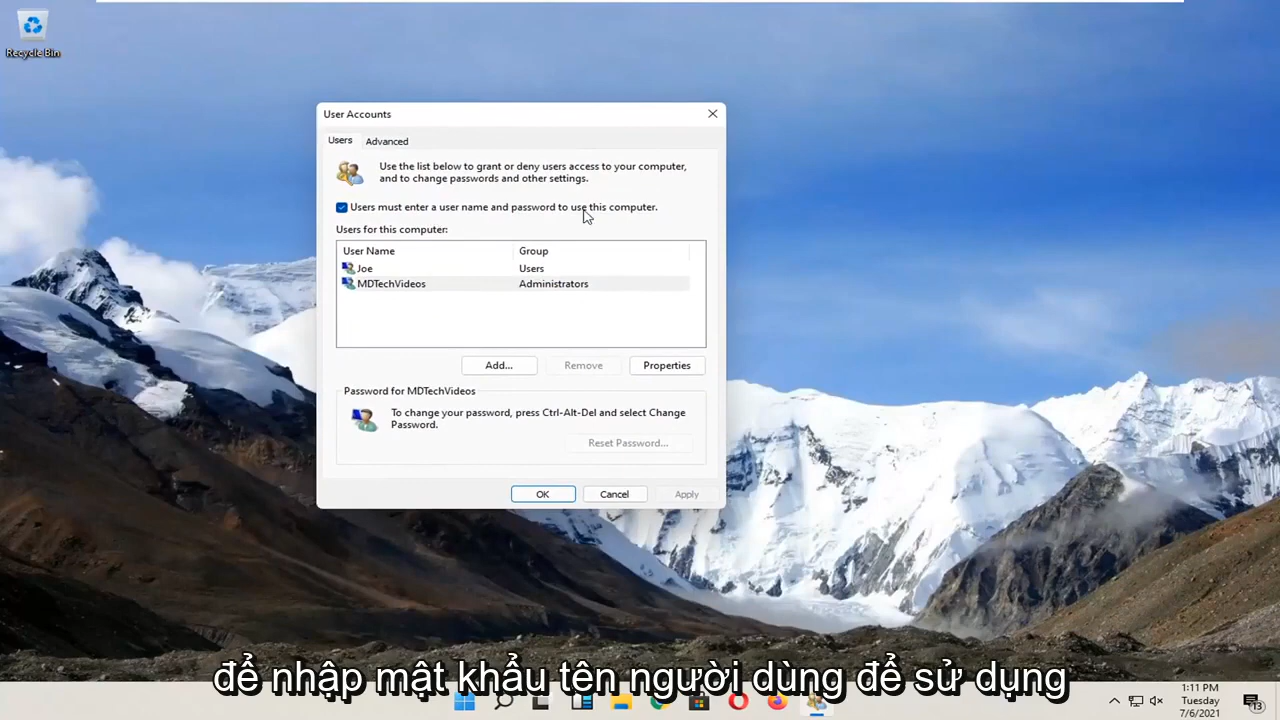 Recycle Bin
User Accounts
Users
Advanced
Use the list below to grant or deny users access to your computer,
and to change passwords and other settings.
Users must enter a user name and password to use this computer.
Users for this computer:
User Name Group
Joe Users
MDTechVideos Administrators
Add...
Remove
Properties
Password for MDTechVideos
To change your password, press Ctrl-Alt-Del and select Change
Password.
Reset Password...
OK
Cancel
Apply
để nhập mật khẩu tên người dùng để sử dụng
1:11 PM
Tuesday
7/6/2021
13